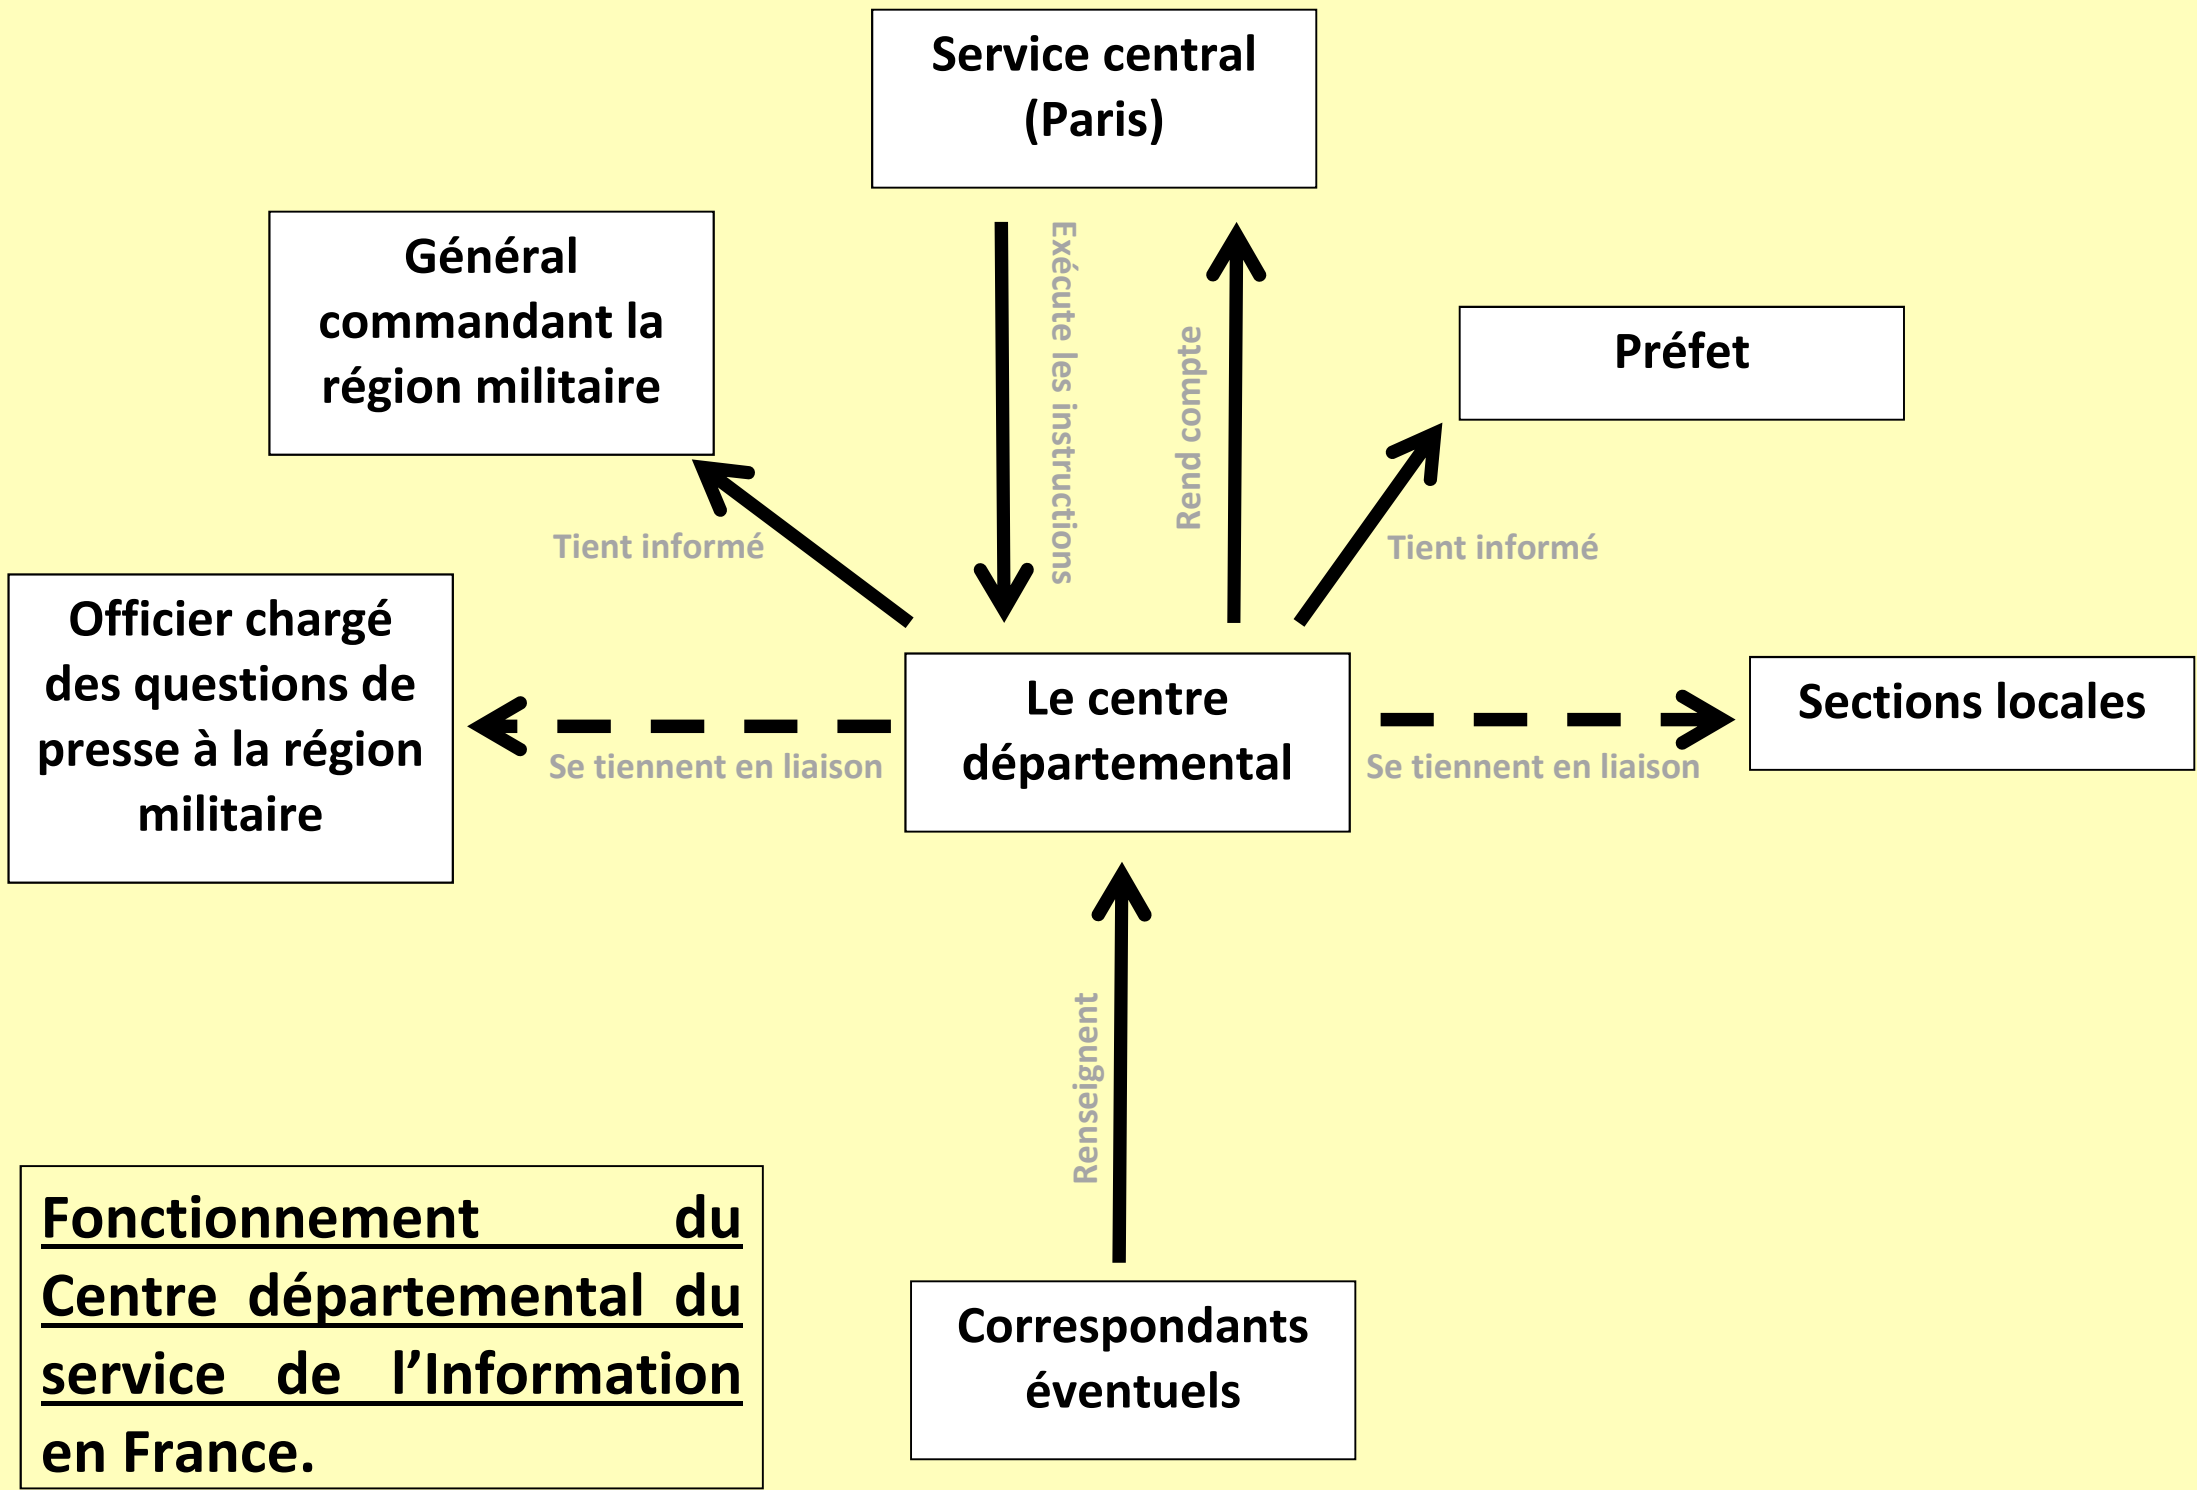 Service central
(Paris)
Général
commandant la
région militaire
Exécute les instructions
Rend compte
Préfet
Tient informé
Tient informé
Officier chargé
des questions de
presse à la région
militaire
Se tiennent en liaison
Le centre
départemental
Se tiennent en liaison
Sections locales
Renseignent
Correspondants
éventuels
Fonctionnement du
Centre départemental du
service de l’Information
en France.